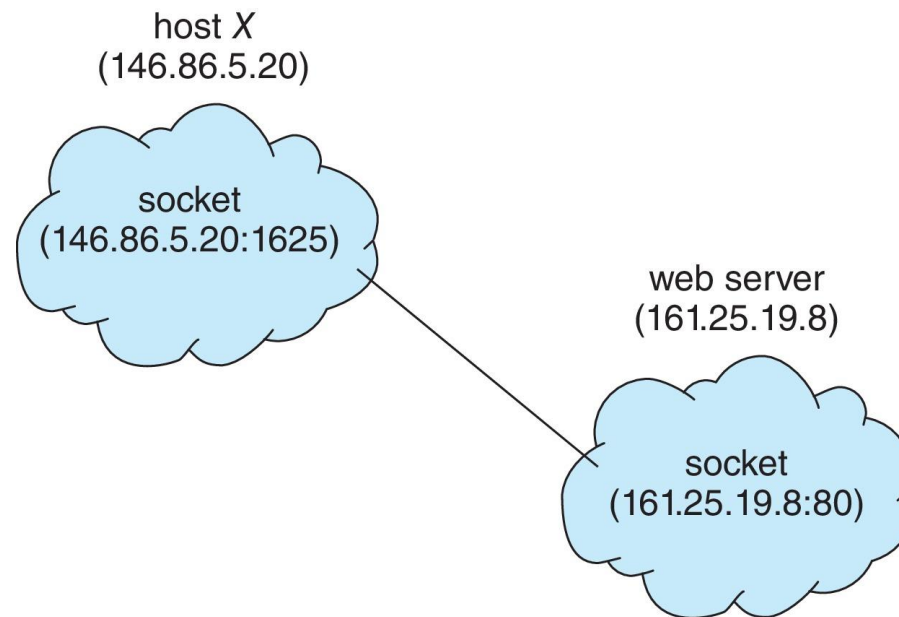 host X
(146.86.5.20)
socket
(146.86.5.20:1625)
web server
(161.25.19.8)
socket
(161.25.19.8:80)